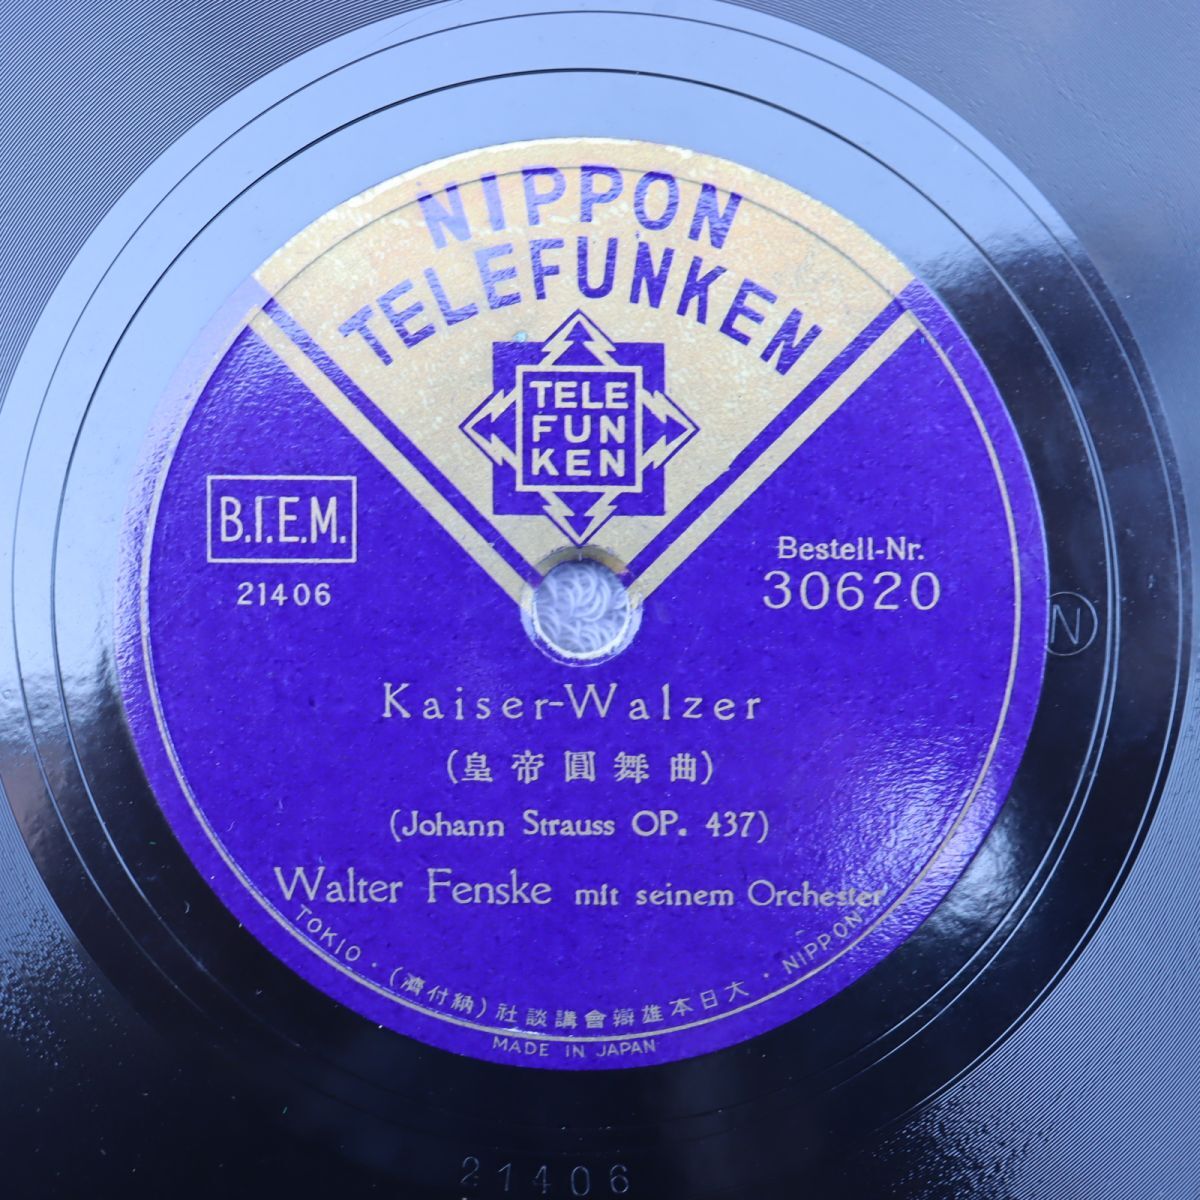 NIPPON
TELEFUNKEN
TELE
FUN
KEN
B.I.E.M.
21406
Bestell-Nr.
30620
N
Kaiser-Walzer
(皇帝圓舞曲)
(Johann Strauss OP. 437)
Walter Fenske mit seinem Orchester
TOKIO・(濟付納)社談講會辯雄本日大・NIPPON
MADE IN JAPAN
21406